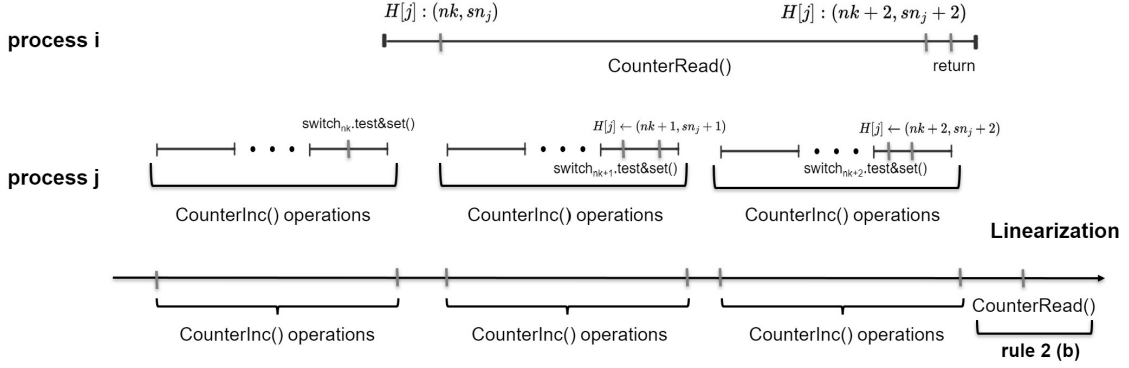 H[j] : (nk, sn_j)
H[j] : (nk + 2, sn_j + 2)
process i
CounterRead()
return
switch_nk.test&set()
H[j] ← (nk + 1, sn_j + 1)
H[j] ← (nk + 2, sn_j + 2)
• • •
• • •
• • •
switch_nk+1.test&set()
switch_nk+2.test&set()
process j
CounterInc() operations
CounterInc() operations
CounterInc() operations
Linearization
CounterRead()
CounterInc() operations
CounterInc() operations
CounterInc() operations
rule 2 (b)